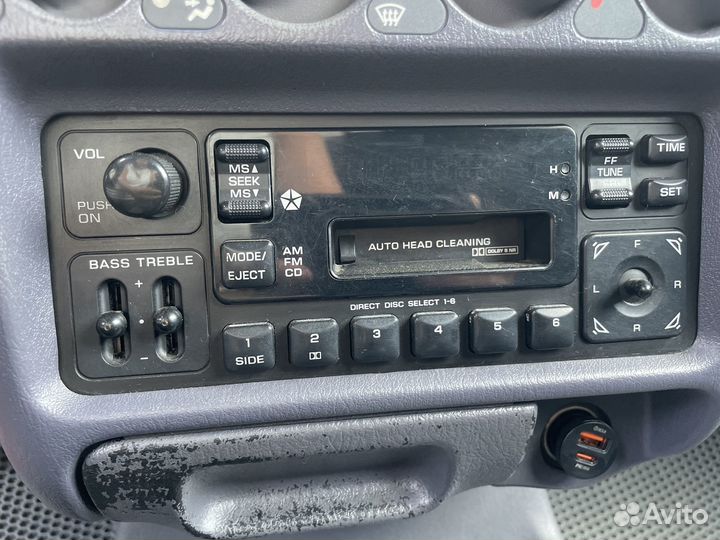 VOL
PUSH
ON
MS▲
SEEK
MS▼
MODE/
EJECT
AM
FM
CD
AUTO HEAD CLEANING
DOLBY B NR
H
M
FF
TUNE
TIME
SET
BASS TREBLE
+
-
DIRECT DISC SELECT 1-6
1
SIDE
2
3
4
5
6
F
L
R
R
Avito